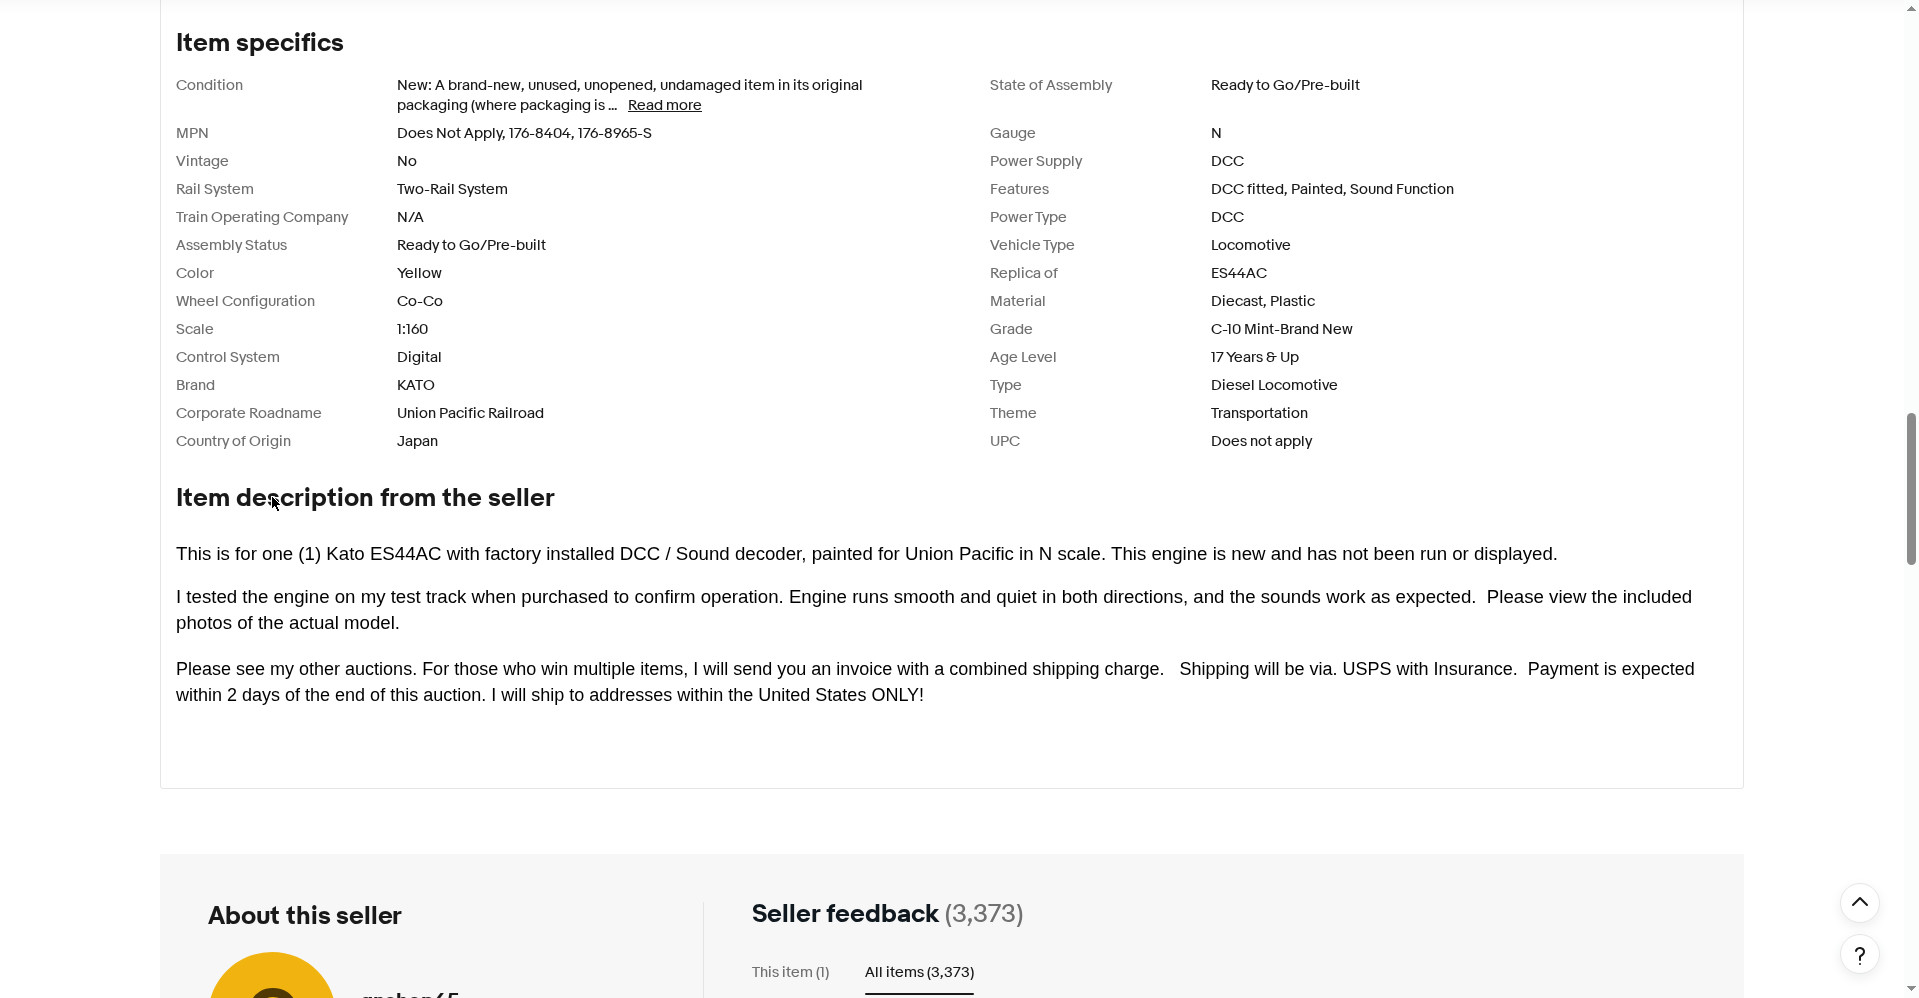 Item specifics
Condition
New: A brand-new, unused, unopened, undamaged item in its original
packaging (where packaging is ... Read more
State of Assembly
Ready to Go/Pre-built
MPN
Does Not Apply, 176-8404, 176-8965-S
Gauge
N
Vintage
No
Power Supply
DCC
Rail System
Two-Rail System
Features
DCC fitted, Painted, Sound Function
Train Operating Company
N/A
Power Type
DCC
Assembly Status
Ready to Go/Pre-built
Vehicle Type
Locomotive
Color
Yellow
Replica of
ES44AC
Wheel Configuration
Co-Co
Material
Diecast, Plastic
Scale
1:160
Grade
C-10 Mint-Brand New
Control System
Digital
Age Level
17 Years & Up
Brand
KATO
Type
Diesel Locomotive
Corporate Roadname
Union Pacific Railroad
Theme
Transportation
Country of Origin
Japan
UPC
Does not apply
Item description from the seller
This is for one (1) Kato ES44AC with factory installed DCC / Sound decoder, painted for Union Pacific in N scale. This engine is new and has not been run or displayed.
I tested the engine on my test track when purchased to confirm operation. Engine runs smooth and quiet in both directions, and the sounds work as expected.  Please view the included
photos of the actual model.
Please see my other auctions. For those who win multiple items, I will send you an invoice with a combined shipping charge.   Shipping will be via. USPS with Insurance.  Payment is expected
within 2 days of the end of this auction. I will ship to addresses within the United States ONLY!
About this seller
Seller feedback (3,373)
This item (1)
All items (3,373)
?